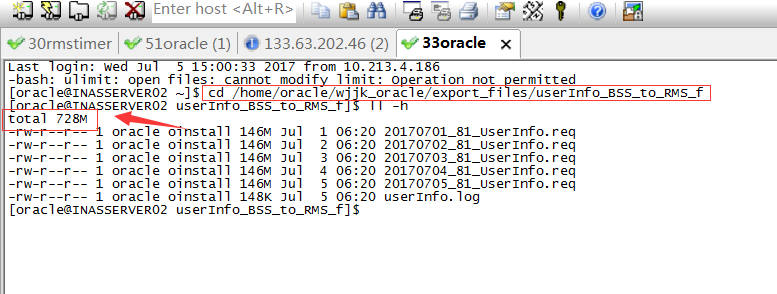 Enter host <Alt+R>
30rmstimer
51oracle (1)
133.63.202.46 (2)
33oracle
Last login: Wed Jul  5 15:00:33 2017 from 10.213.4.186
-bash: ulimit: open files: cannot modify limit: Operation not permitted
[oracle@INASSERVER02 ~]$ cd /home/oracle/wjjk_oracle/export_files/userInfo_BSS_to_RMS_f
[oracle@INASSERVER02 userInfo_BSS_to_RMS_f]$ ll -h
total 728M
-rw-r--r-- 1 oracle oinstall 146M Jul  1 06:20 20170701_81_UserInfo.req
-rw-r--r-- 1 oracle oinstall 146M Jul  2 06:20 20170702_81_UserInfo.req
-rw-r--r-- 1 oracle oinstall 146M Jul  3 06:20 20170703_81_UserInfo.req
-rw-r--r-- 1 oracle oinstall 146M Jul  4 06:20 20170704_81_UserInfo.req
-rw-r--r-- 1 oracle oinstall 146M Jul  5 06:20 20170705_81_UserInfo.req
-rw-r--r-- 1 oracle oinstall 148K Jul  5 06:20 userInfo.log
[oracle@INASSERVER02 userInfo_BSS_to_RMS_f]$